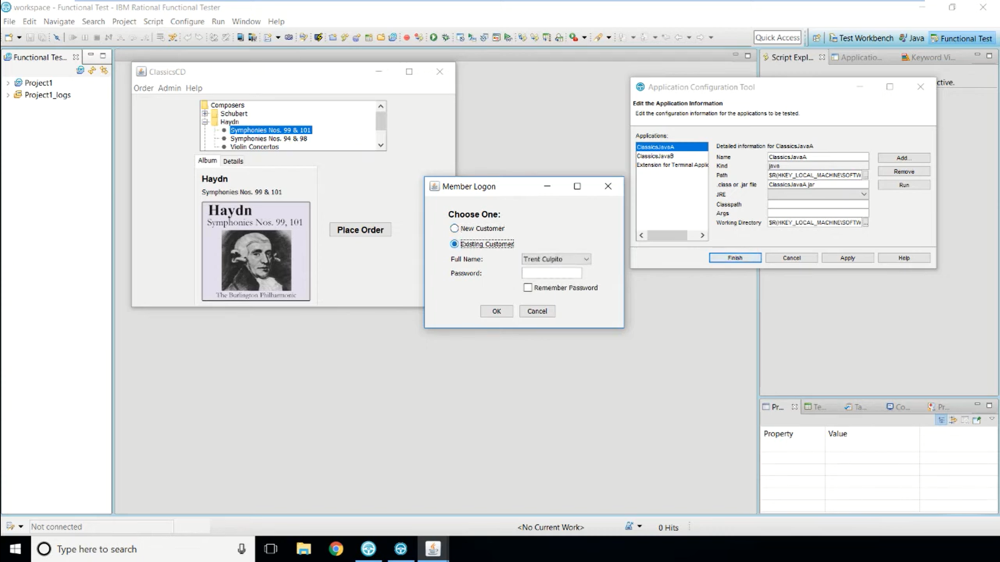 workspace - Functional Test - IBM Rational Functional Tester
File Edit Navigate Search Project Script Configure Run Window Help
Quick Access
Test Workbench
Java
Functional Test
Functional Tes...
Project1
Project1_logs
ClassicsCD
Order Admin Help
Composers
Schubert
Haydn
Symphonies Nos. 99 & 101
Symphonies Nos. 94 & 98
Violin Concertos
Album
Details
Haydn
Symphonies Nos. 99 & 101
Haydn
Symphonies Nos. 99, 101
The Burlington Philharmonic
Place Order
Member Logon
Choose One:
New Customer
Existing Customer
Full Name:
Trent Culpito
Password:
Remember Password
OK
Cancel
Script Expl...
Applicatio...
Keyword Vi...
ctive.
Application Configuration Tool
Edit the Application Information
Edit the configuration information for the applications to be tested.
Applications:
ClassicsJavaA
ClassicsJavaB
Extension for Terminal Applic
Detailed information for ClassicsJavaA
Name
ClassicsJavaA
Kind
java
Path
$R(HKEY_LOCAL_MACHINE\SOFTW
...
.class or .jar file
ClassicsJavaA.jar
JRE
Classpath
Args
Working Directory
$R(HKEY_LOCAL_MACHINE\SOFTW
...
Add...
Remove
Run
Finish
Cancel
Apply
Help
Pr...
Te...
Ta...
Co...
Pr...
Property
Value
Not connected
<No Current Work>
0 Hits
Type here to search